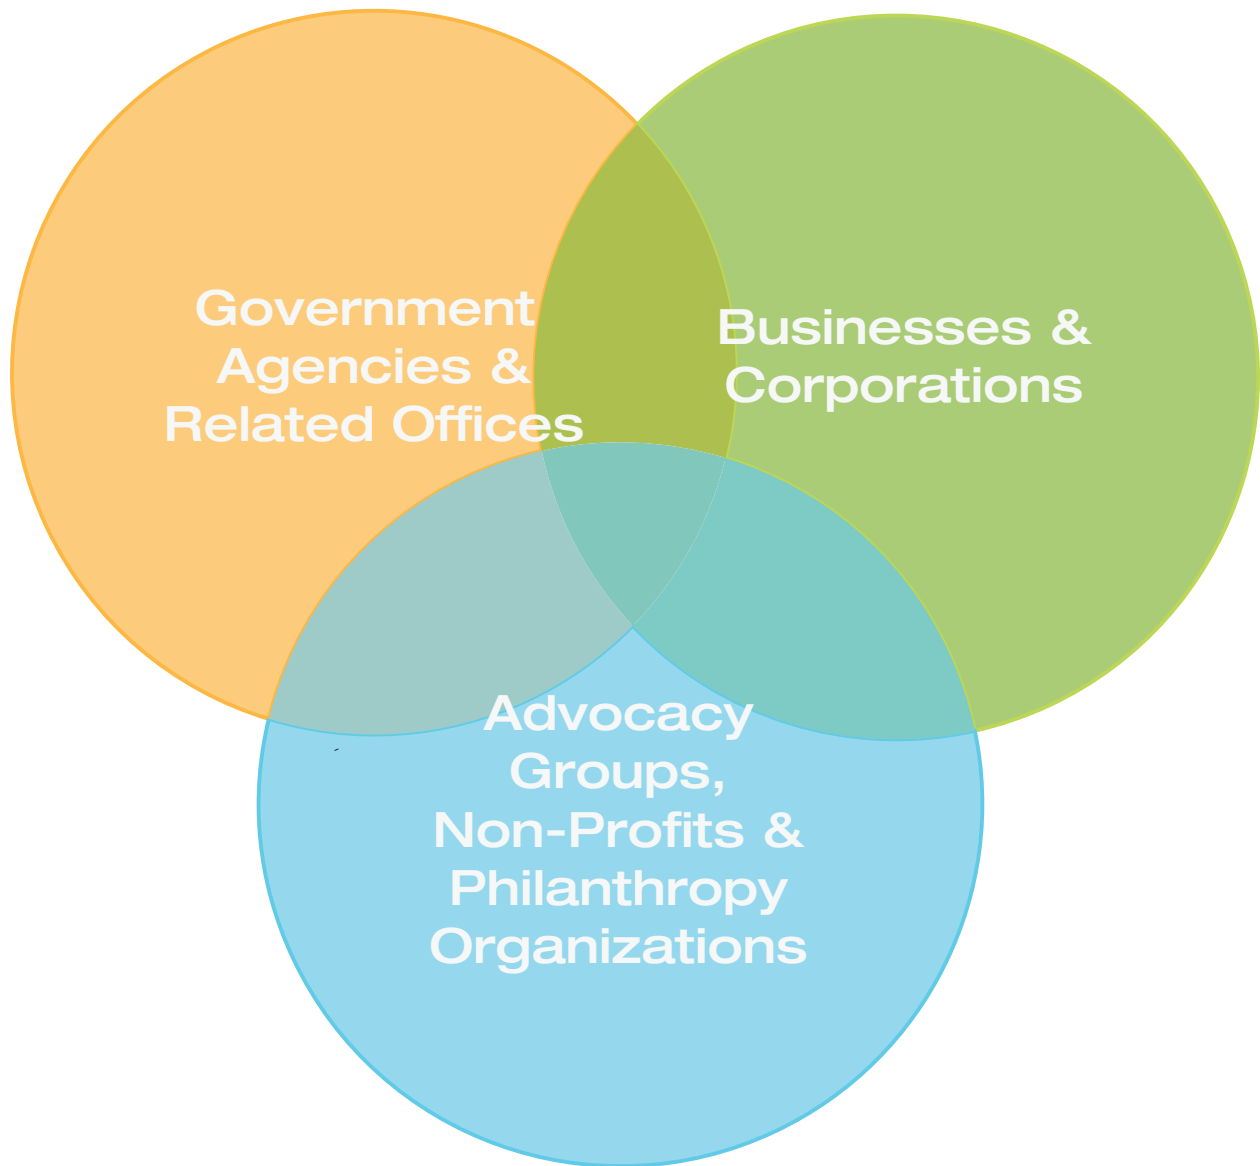 Government
Agencies &
Related Offices
Businesses &
Corporations
Advocacy
Groups,
Non-Profits &
Philanthropy
Organizations